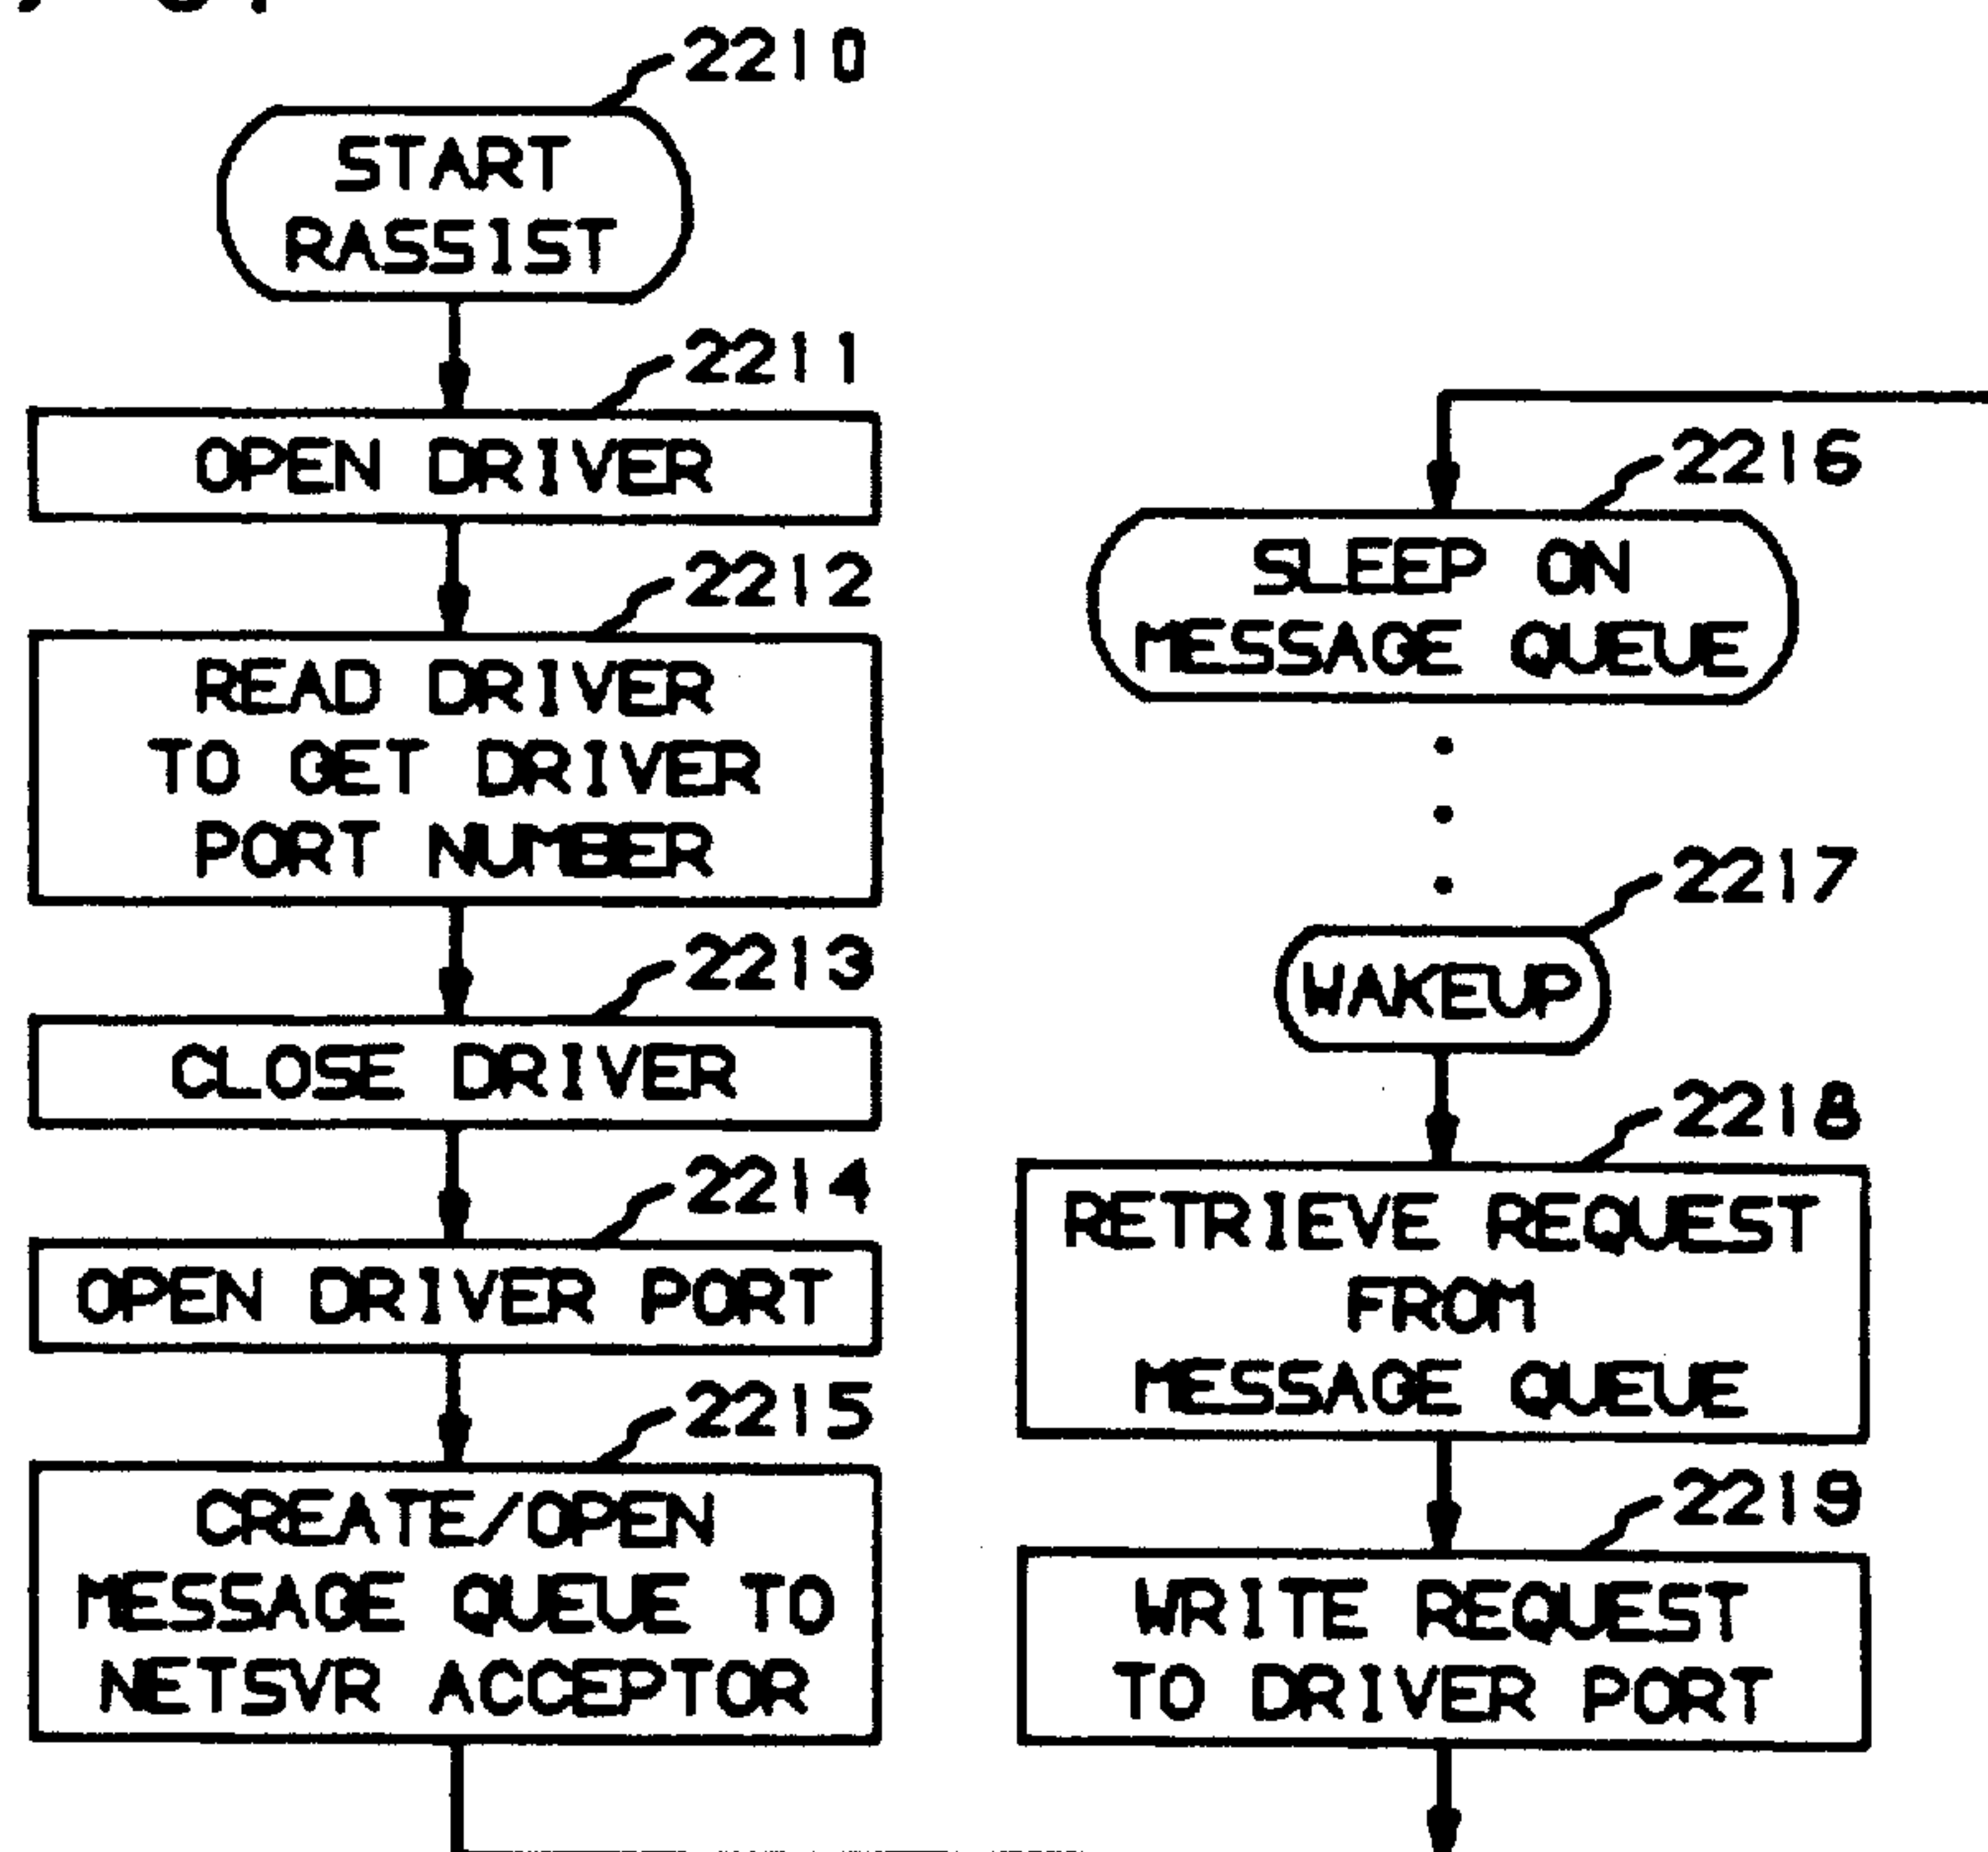 2210
START
RASSIST
2211
OPEN DRIVER
2212
READ DRIVER
TO GET DRIVER
PORT NUMBER
2213
CLOSE DRIVER
2214
OPEN DRIVER PORT
2215
CREATE/OPEN
MESSAGE QUEUE TO
NETSVR ACCEPTOR
2216
SLEEP ON
MESSAGE QUEUE
2217
WAKEUP
2218
RETRIEVE REQUEST
FROM
MESSAGE QUEUE
2219
WRITE REQUEST
TO DRIVER PORT